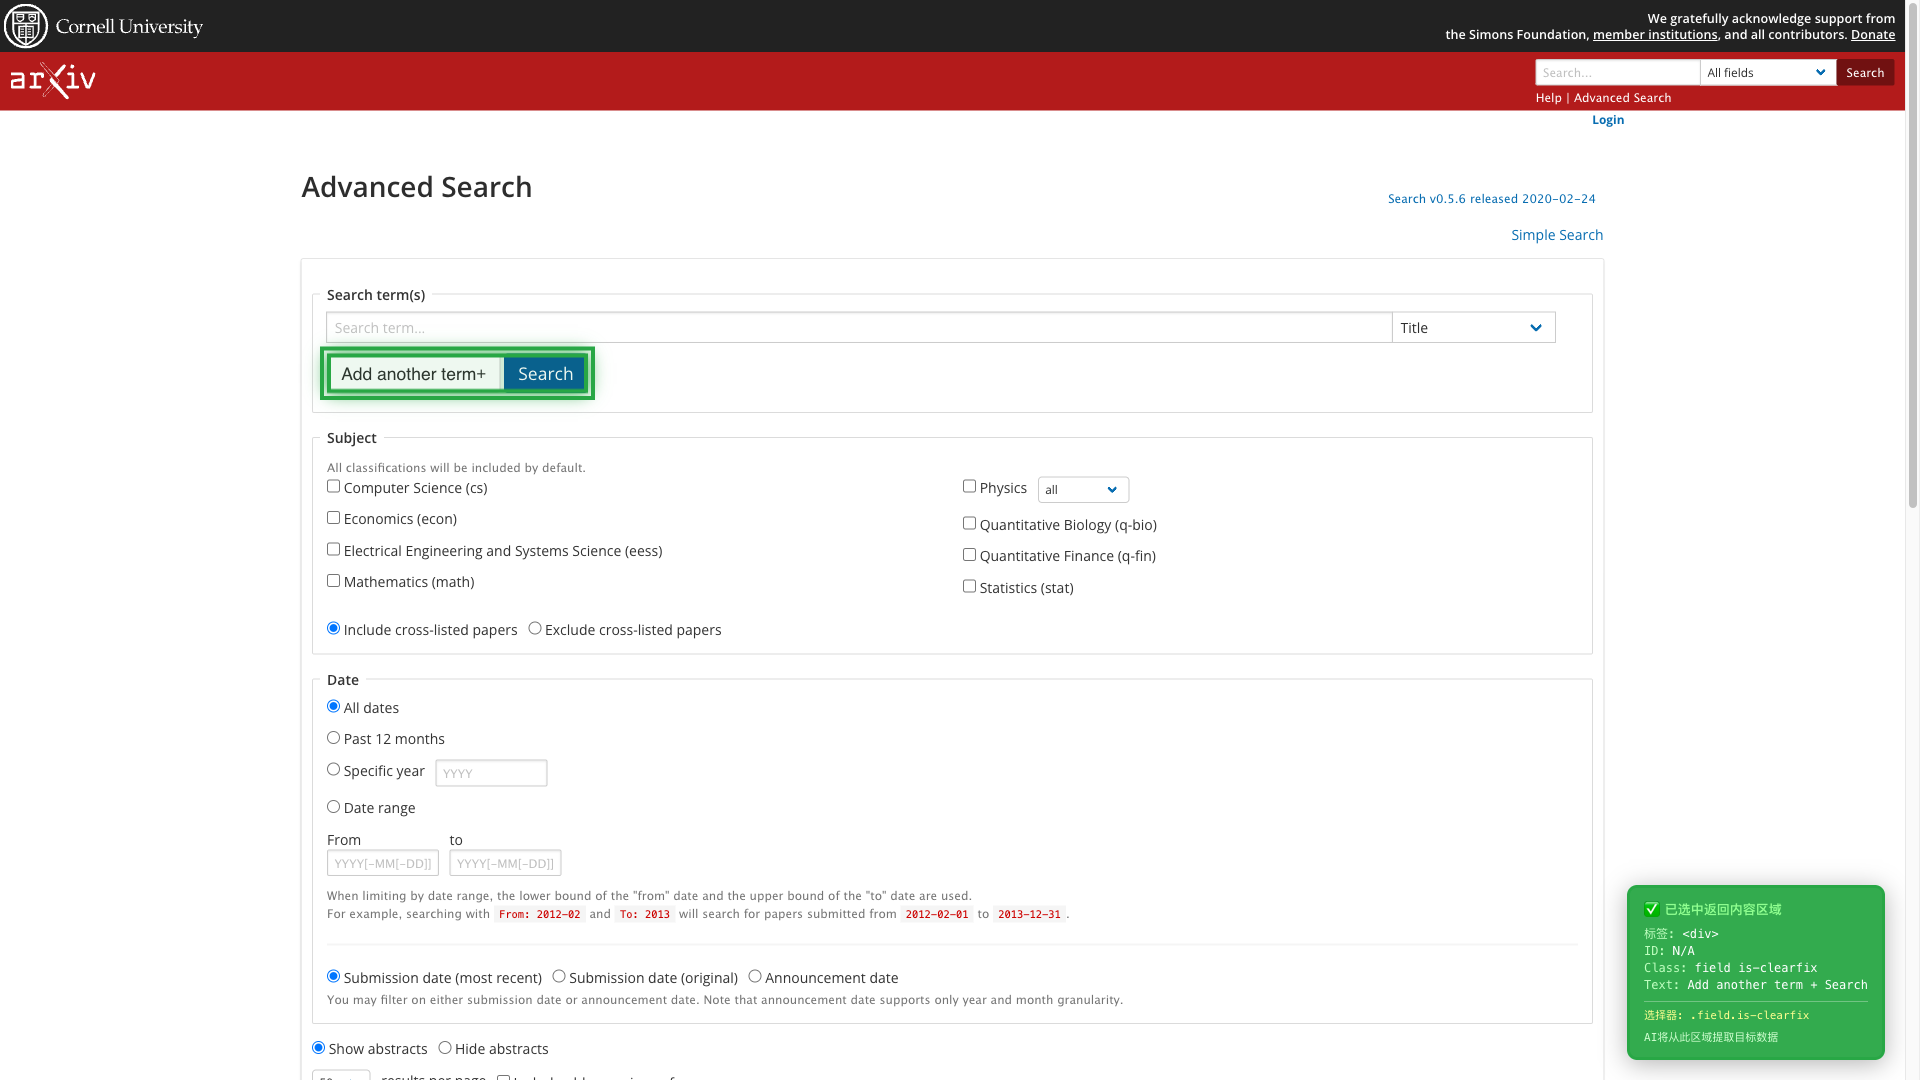 Cornell University
We gratefully acknowledge support from
the Simons Foundation, member institutions, and all contributors. Donate
arXiv
Search... All fields Search
Help | Advanced Search
Login
Advanced Search
Search v0.5.6 released 2020-02-24
Simple Search
Search term(s)
Search term... Title
Add another term+ Search
Subject
All classifications will be included by default.
Computer Science (cs)
Economics (econ)
Electrical Engineering and Systems Science (eess)
Mathematics (math)
Physics all
Quantitative Biology (q-bio)
Quantitative Finance (q-fin)
Statistics (stat)
Include cross-listed papers Exclude cross-listed papers
Date
All dates
Past 12 months
Specific year YYYY
Date range
From to
YYYY[-MM[-DD]] YYYY[-MM[-DD]]
When limiting by date range, the lower bound of the "from" date and the upper bound of the "to" date are used.
For example, searching with From: 2012-02 and To: 2013 will search for papers submitted from 2012-02-01 to 2013-12-31 .
Submission date (most recent) Submission date (original) Announcement date
You may filter on either submission date or announcement date. Note that announcement date supports only year and month granularity.
Show abstracts Hide abstracts
results per page
✅ 已选中返回内容区域
标签: <div>
ID: N/A
Class: field is-clearfix
Text: Add another term + Search
选择器: .field.is-clearfix
AI将从此区域提取目标数据